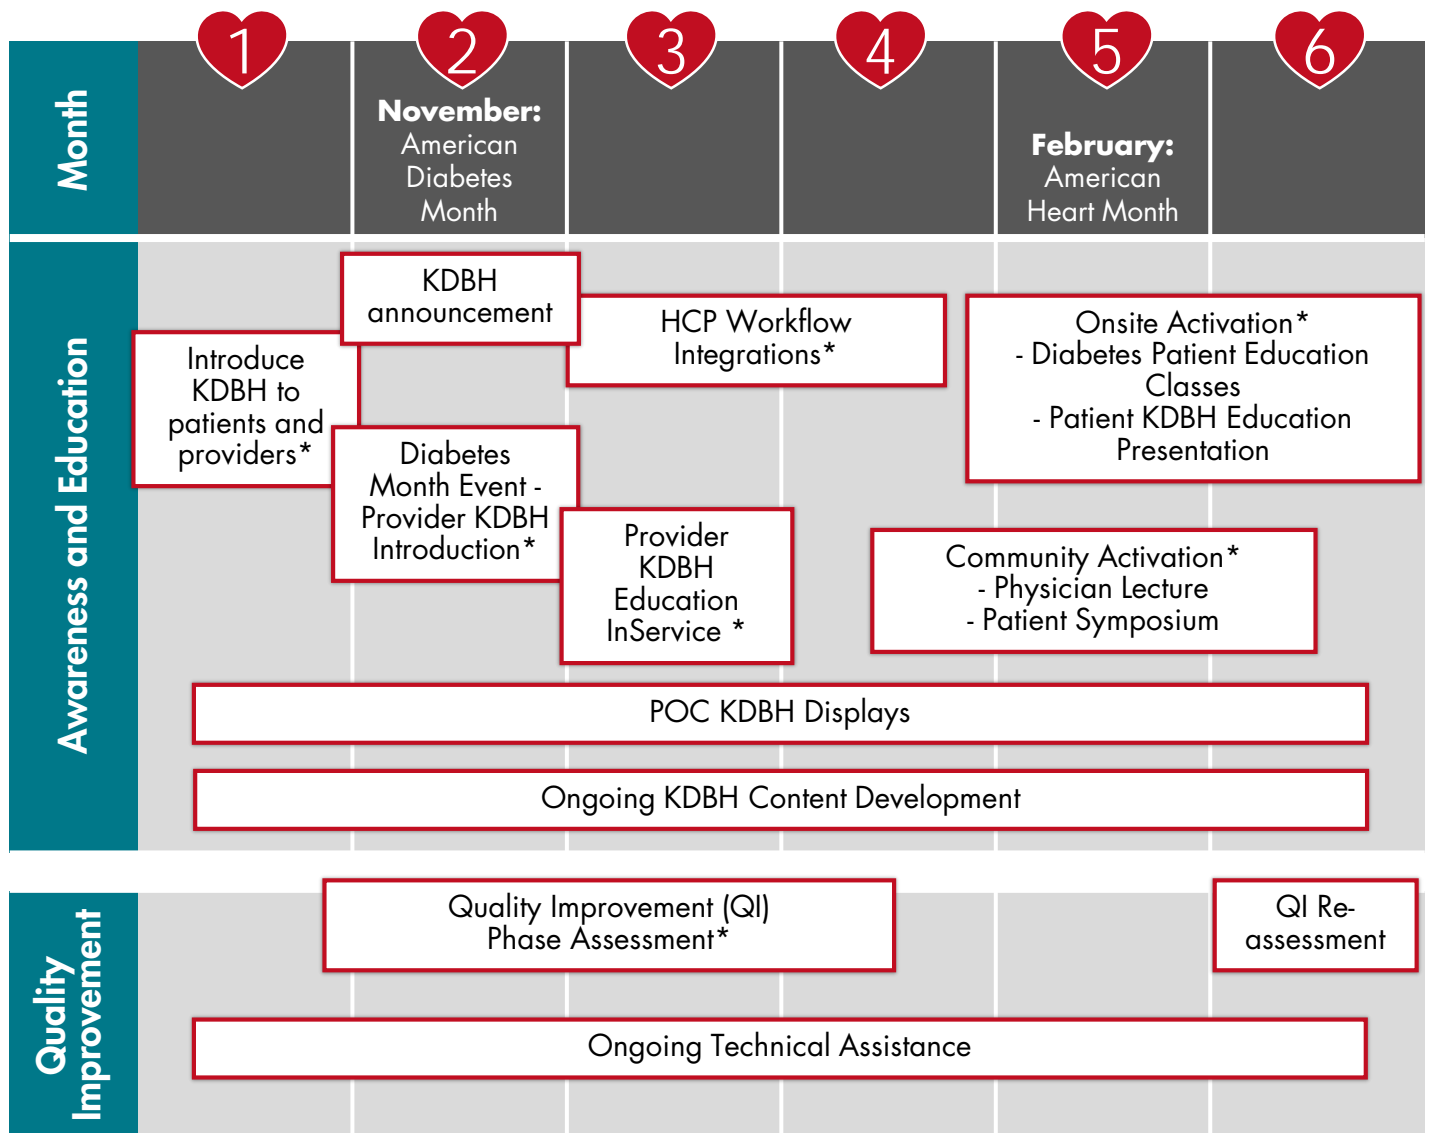 1
2
3
4
5
6
Month
November:
American
Diabetes
Month
February:
American
Heart Month
Awareness and Education
KDBH
announcement
Introduce
KDBH to
patients and
providers*
HCP Workflow
Integrations*
Onsite Activation*
- Diabetes Patient Education
Classes
- Patient KDBH Education
Presentation
Diabetes
Month Event -
Provider KDBH
Introduction*
Provider
KDBH
Education
InService *
Community Activation*
- Physician Lecture
- Patient Symposium
POC KDBH Displays
Ongoing KDBH Content Development
Quality
Improvement
Quality Improvement (QI)
Phase Assessment*
QI Re-
assessment
Ongoing Technical Assistance